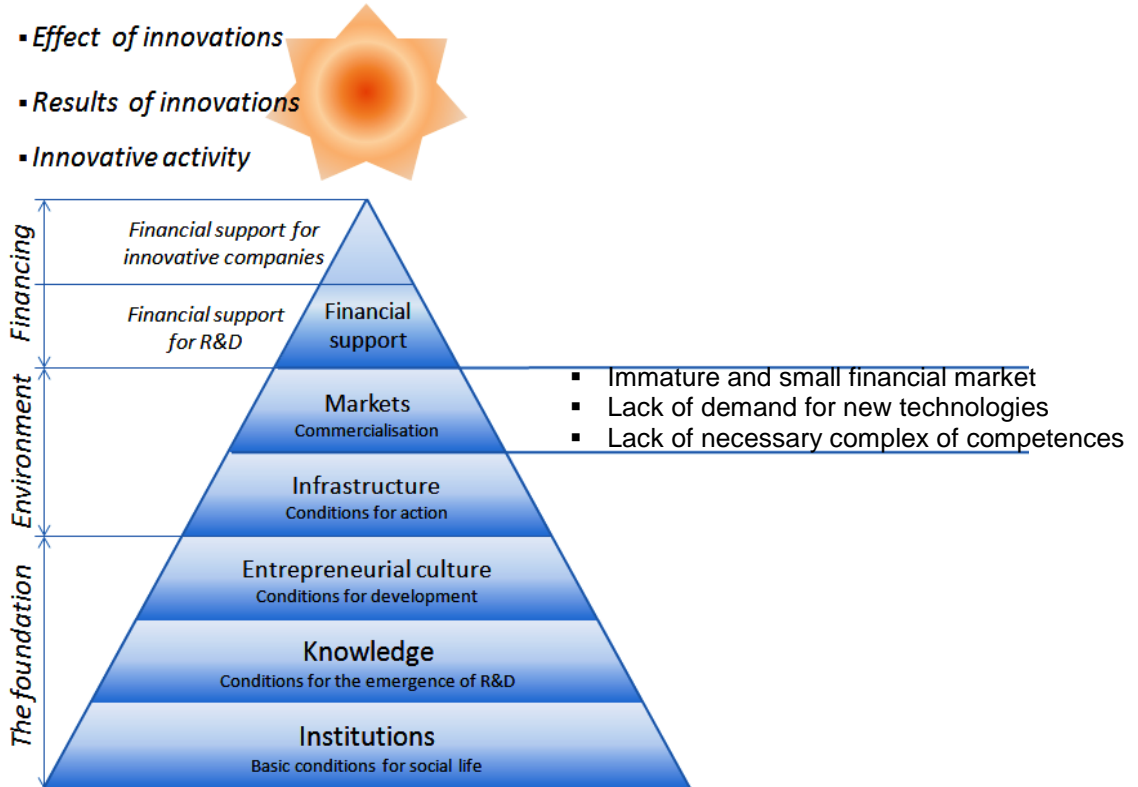 ▪ Effect of innovations
▪ Results of innovations
▪ Innovative activity
Financing
Financial support for
innovative companies
Financial support
for R&D
Financial
support
Environment
Markets
Commercialisation
▪ Immature and small financial market
▪ Lack of demand for new technologies
▪ Lack of necessary complex of competences
Infrastructure
Conditions for action
The foundation
Entrepreneurial culture
Conditions for development
Knowledge
Conditions for the emergence of R&D
Institutions
Basic conditions for social life